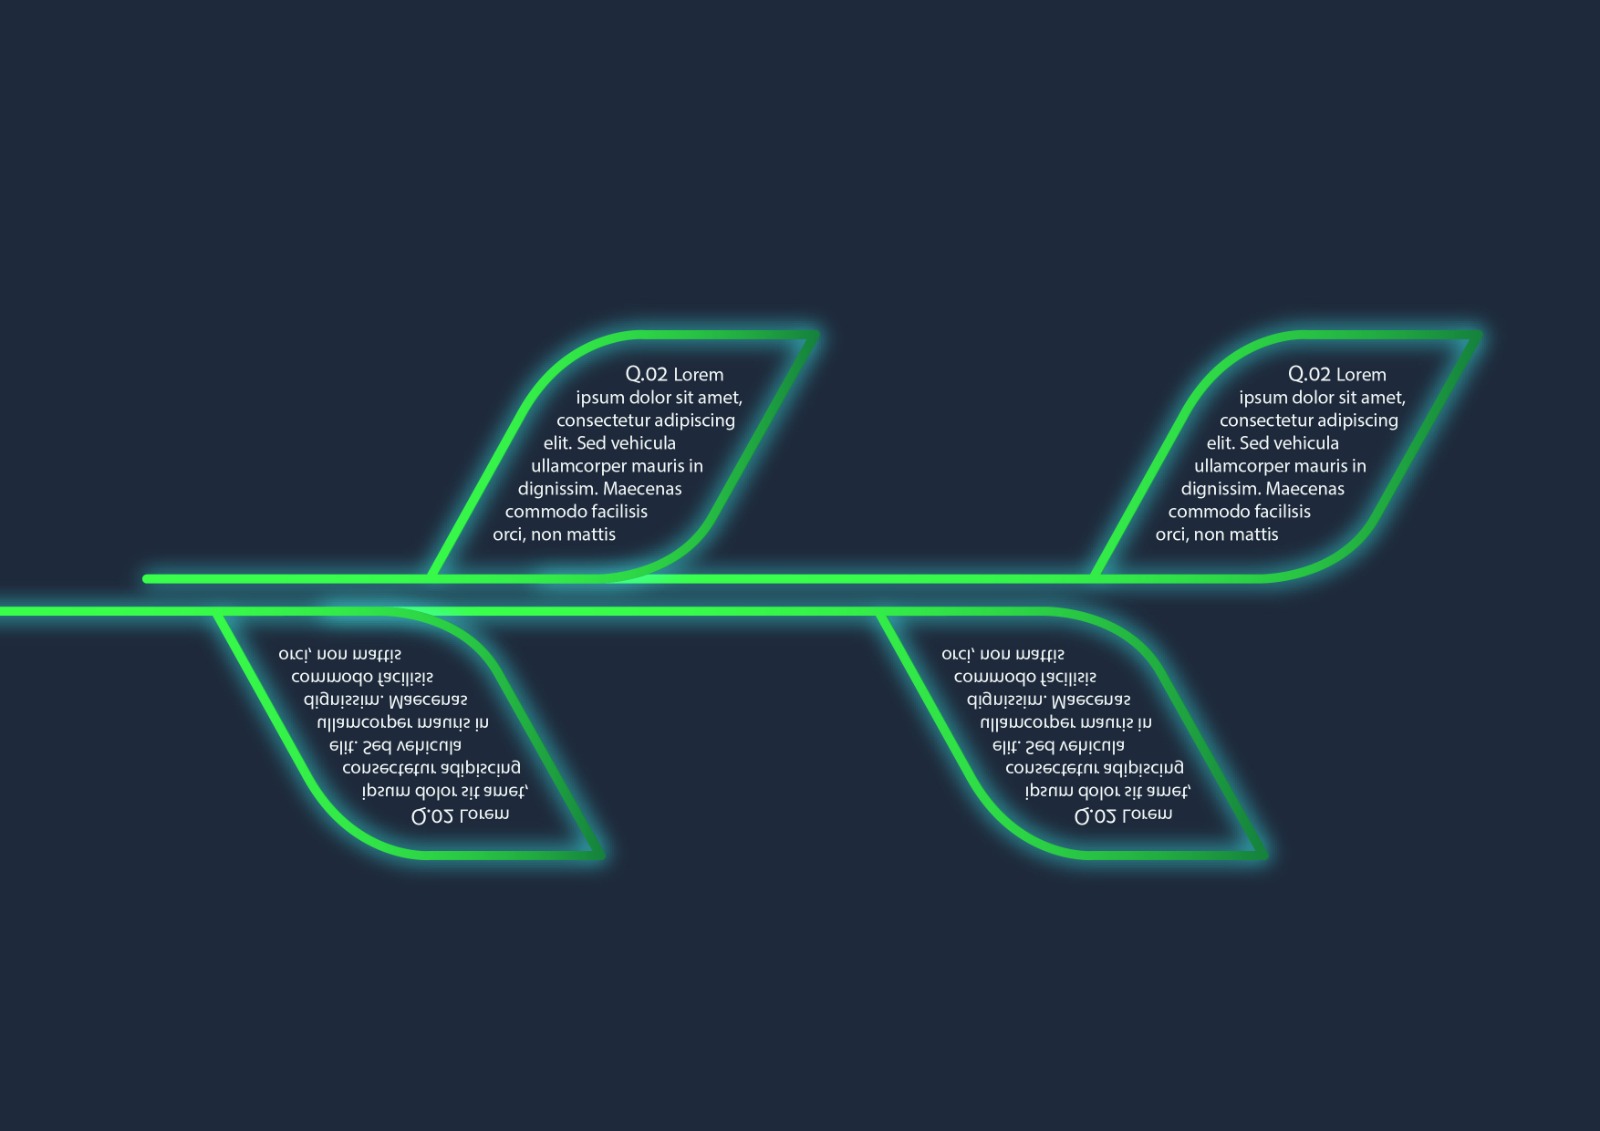 Q.02 Lorem
ipsum dolor sit amet,
consectetur adipiscing
elit. Sed vehicula
ullamcorper mauris in
dignissim. Maecenas
commodo facilisis
orci, non mattis
Q.02 Lorem
ipsum dolor sit amet,
consectetur adipiscing
elit. Sed vehicula
ullamcorper mauris in
dignissim. Maecenas
commodo facilisis
orci, non mattis
Q.02 Lorem
ipsum dolor sit amet,
consectetur adipiscing
elit. Sed vehicula
ullamcorper mauris in
dignissim. Maecenas
commodo facilisis
orci, non mattis
Q.02 Lorem
ipsum dolor sit amet,
consectetur adipiscing
elit. Sed vehicula
ullamcorper mauris in
dignissim. Maecenas
commodo facilisis
orci, non mattis